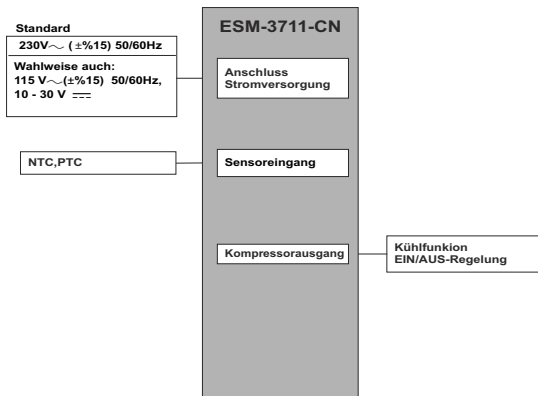 ESM-3711-CN
Standard
230V～ (±%15) 50/60Hz
Wahlweise auch:
115 V～(±%15) 50/60Hz,
10 - 30 V ⎓
Anschluss
Stromversorgung
NTC,PTC
Sensoreingang
Kompressorausgang
Kühlfunkion
EIN/AUS-Regelung